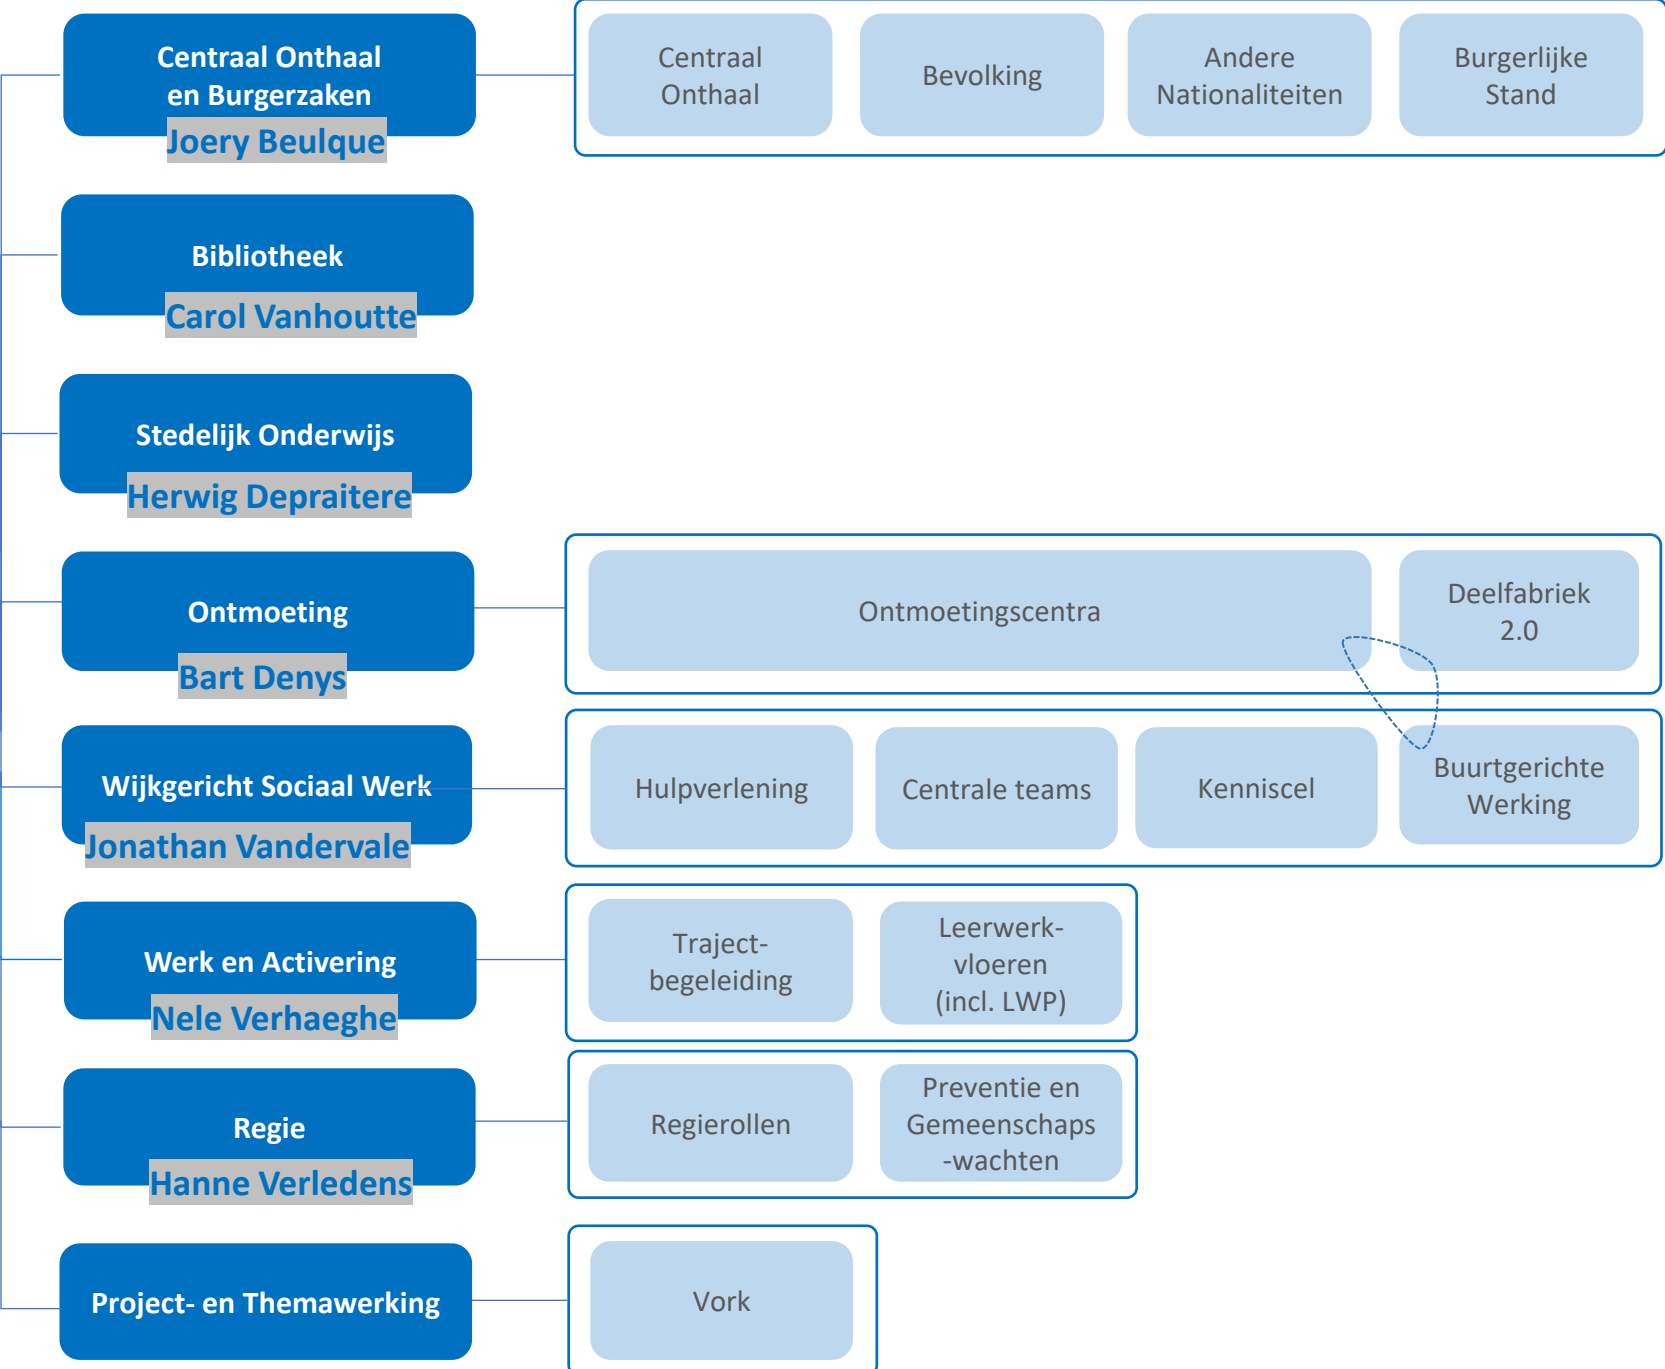 Centraal Onthaal
en Burgerzaken
Joery Beulque
Centraal
Onthaal
Bevolking
Andere
Nationaliteiten
Burgerlijke
Stand
Bibliotheek
Carol Vanhoutte
Stedelijk Onderwijs
Herwig Depraitere
Ontmoeting
Bart Denys
Ontmoetingscentra
Deelfabriek
2.0
Wijkgericht Sociaal Werk
Jonathan Vandervale
Hulpverlening
Centrale teams
Kenniscel
Buurtgerichte
Werking
Werk en Activering
Nele Verhaeghe
Traject-
begeleiding
Leerwerk-
vloeren
(incl. LWP)
Regie
Hanne Verledens
Regierollen
Preventie en
Gemeenschaps
-wachten
Project- en Themawerking
Vork